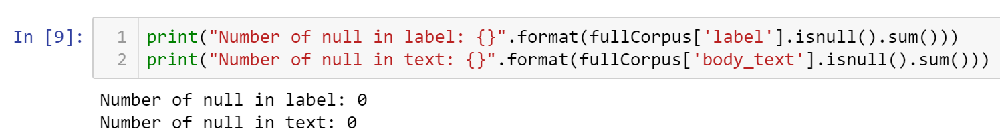 In [9]: 1 print("Number of null in label: {}".format(fullCorpus['label'].isnull().sum()))
2 print("Number of null in text: {}".format(fullCorpus['body_text'].isnull().sum()))
Number of null in label: 0
Number of null in text: 0